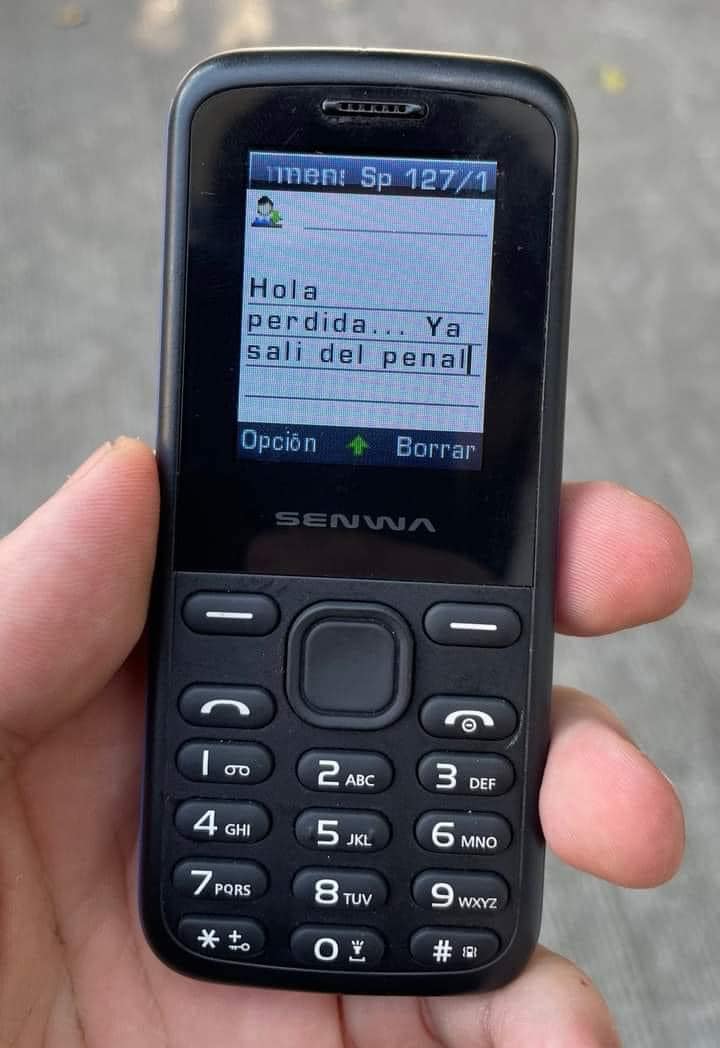 Sp 127/1
Hola
perdida... Ya
sali del penal
Opción Borrar
SENWA
1
2 ABC
3 DEF
4 GHI
5 JKL
6 MNO
7 PQRS
8 TUV
9 WXYZ
* +
0
#